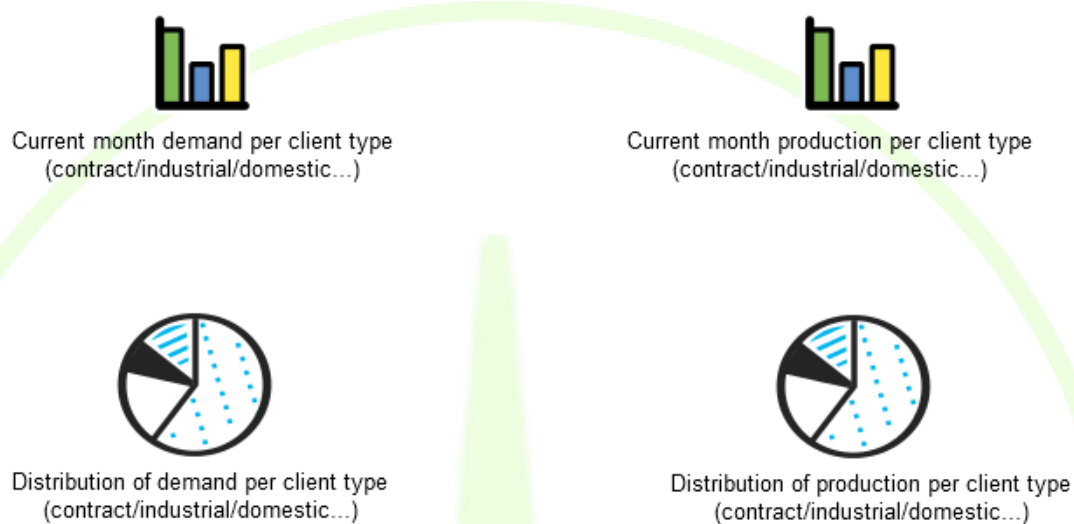 Current month demand per client type
(contract/industrial/domestic...)
Current month production per client type
(contract/industrial/domestic...)
Distribution of demand per client type
(contract/industrial/domestic...)
Distribution of production per client type
(contract/industrial/domestic...)